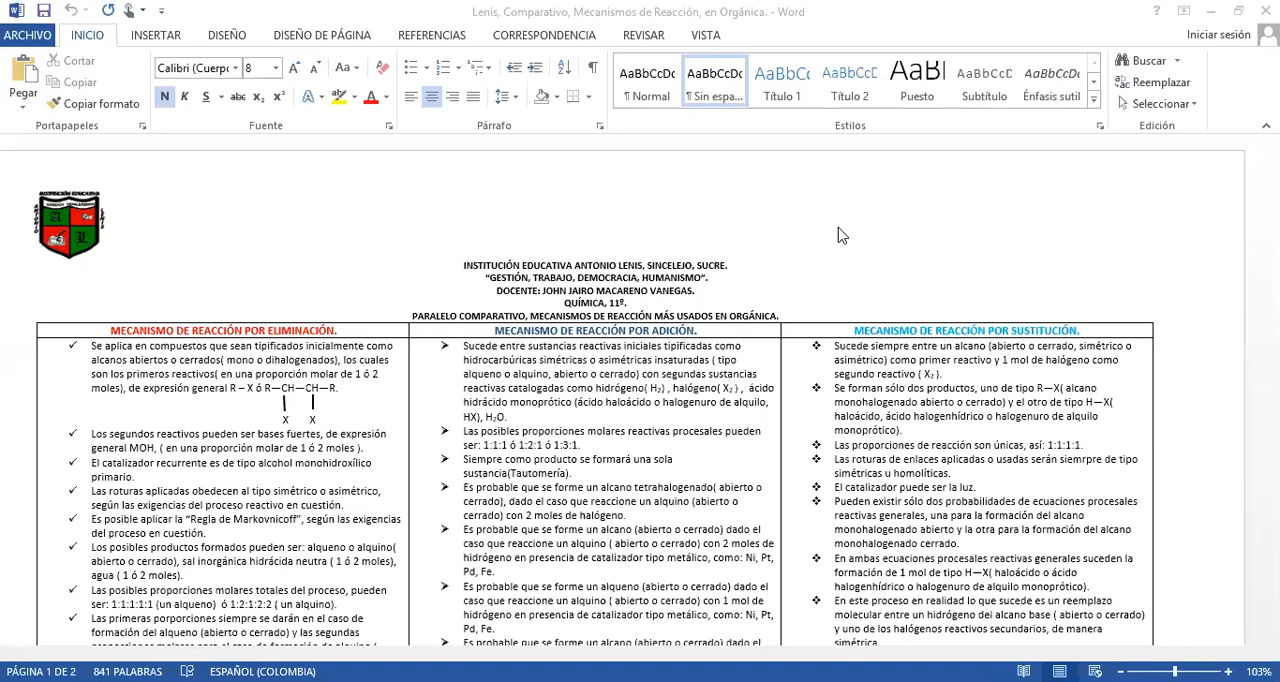 Lenis, Comparativo, Mecanismos de Reacción, en Orgánica. - Word
ARCHIVO INICIO INSERTAR DISEÑO DISEÑO DE PÁGINA REFERENCIAS CORRESPONDENCIA REVISAR VISTA Iniciar sesión
Pegar
Cortar
Copiar
Copiar formato
Portapapeles
Calibri (Cuerpo 8
N K S abc x₂ x²
Fuente
Párrafo
AaBbCcDc AaBbCcDc AaBbCc AaBbCcD AaBl AaBbCcD AaBbCcDc
¶ Normal ¶ Sin espa... Título 1 Título 2 Puesto Subtítulo Énfasis sutil
Estilos
Buscar
Reemplazar
Seleccionar
Edición
INSTITUCIÓN EDUCATIVA ANTONIO LENIS, SINCELEJO, SUCRE.
“GESTIÓN, TRABAJO, DEMOCRACIA, HUMANISMO”.
DOCENTE: JOHN JAIRO MACARENO VANEGAS.
QUÍMICA, 11º.
PARALELO COMPARATIVO, MECANISMOS DE REACCIÓN MÁS USADOS EN ORGÁNICA.
MECANISMO DE REACCIÓN POR ELIMINACIÓN.
Se aplica en compuestos que sean tipificados inicialmente como
alcanos abiertos o cerrados( mono o dihalogenados), los cuales
son los primeros reactivos( en una proporción molar de 1 ó 2
moles), de expresión general R – X ó R—CH—CH—R.
X X
Los segundos reactivos pueden ser bases fuertes, de expresión
general MOH, ( en una proporción molar de 1 ó 2 moles ).
El catalizador recurrente es de tipo alcohol monohidroxílico
primario.
Las roturas aplicadas obedecen al tipo simétrico o asimétrico,
según las exigencias del proceso reactivo en cuestión.
Es posible aplicar la “Regla de Markovnicoff”, según las exigencias
del proceso en cuestión.
Los posibles productos formados pueden ser: alqueno o alquino(
abierto o cerrado), sal inorgánica hidrácida neutra ( 1 ó 2 moles),
agua ( 1 ó 2 moles).
Las posibles proporciones molares totales del proceso, pueden
ser: 1:1:1:1:1 (un alqueno) ó 1:2:1:2:2 ( un alquino).
Las primeras porporciones siempre se darán en el caso de
formación del alqueno (abierto o cerrado) y las segundas
MECANISMO DE REACCIÓN POR ADICIÓN.
Sucede entre sustancias reactivas iniciales tipificadas como
hidrocarbúricas simétricas o asimétricas insaturadas ( tipo
alqueno o alquino, abierto o cerrado) con segundas sustancias
reactivas catalogadas como hidrógeno( H₂) , halógeno( X₂ ) , ácido
hidrácido monoprótico (ácido haloácido o halogenuro de alquilo,
HX), H₂O.
Las posibles proporciones molares reactivas procesales pueden
ser: 1:1:1 ó 1:2:1 ó 1:3:1.
Siempre como producto se formará una sola
sustancia(Tautomería).
Es probable que se forme un alcano tetrahalogenado( abierto o
cerrado), dado el caso que reaccione un alquino (abierto o
cerrado) con 2 moles de halógeno.
Es probable que se forme un alcano (abierto o cerrado) dado el
caso que reaccione un alquino ( abierto o cerrado) con 2 moles de
hidrógeno en presencia de catalizador tipo metálico, como: Ni, Pt,
Pd, Fe.
Es probable que se forme un alqueno (abierto o cerrado) dado el
caso que reaccione un alquino ( abierto o cerrado) con 1 mol de
hidrógeno en presencia de catalizador tipo metálico, como: Ni, Pt,
Pd, Fe.
Es probable que se forme un alcano (abierto o cerrado) dado el
MECANISMO DE REACCIÓN POR SUSTITUCIÓN.
Sucede siempre entre un alcano (abierto o cerrado, simétrico o
asimétrico) como primer reactivo y 1 mol de halógeno como
segundo reactivo ( X₂ ).
Se forman sólo dos productos, uno de tipo R—X( alcano
monohalogenado abierto o cerrado) y el otro de tipo H—X(
haloácido, ácido halogenhídrico o halogenuro de alquilo
monoprótico).
Las proporciones de reacción son únicas, así: 1:1:1:1.
Las roturas de enlaces aplicadas o usadas serán siemrpre de tipo
simétricas u homolíticas.
El catalizador puede ser la luz.
Pueden existir sólo dos probabilidades de ecuaciones procesales
reactivas generales, una para la formación del alcano
monohalogenado abierto y la otra para la formación del alcano
monohalogenado cerrado.
En ambas ecuaciones procesales reactivas generales suceden la
formación de 1 mol de tipo H—X( haloácido o ácido
halogenhídrico o halogenuro de alquilo monoprótico).
En este proceso en realidad lo que sucede es un reemplazo
molecular entre un hidrógeno del alcano base ( abierto o cerrado)
y uno de los halógenos reactivos secundarios, de manera
simétrica.
PÁGINA 1 DE 2 841 PALABRAS ESPAÑOL (COLOMBIA) 103%